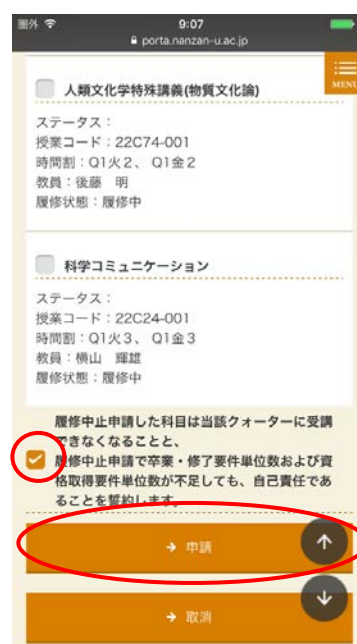 圏外 9:07
porta.nanzan-u.ac.jp
MENU
人類文化学特殊講義(物質文化論)
ステータス：
授業コード：22C74-001
時間割：Q1火2、Q1金2
教員：後藤　明
履修状態：履修中
科学コミュニケーション
ステータス：
授業コード：22C24-001
時間割：Q1火3、Q1金3
教員：横山　輝雄
履修状態：履修中
履修中止申請した科目は当該クォーターに受講
できなくなることと、
履修中止申請で卒業・修了要件単位数および資
格取得要件単位数が不足しても、自己責任であ
ることを誓約します。
→ 申請
→ 取消